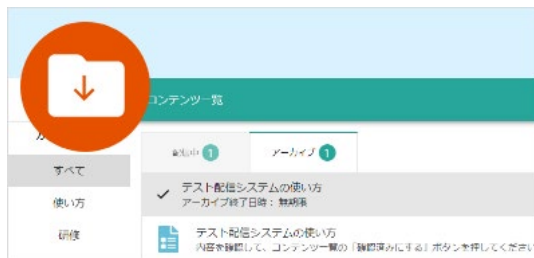 コンテンツ一覧
配信中 1
アーカイブ 1
すべて
使い方
研修
テスト配信システムの使い方
アーカイブ終了日時： 無期限
テスト配信システムの使い方
内容を確認して、コンテンツ一覧の「確認済みにする」ボタンを押してください